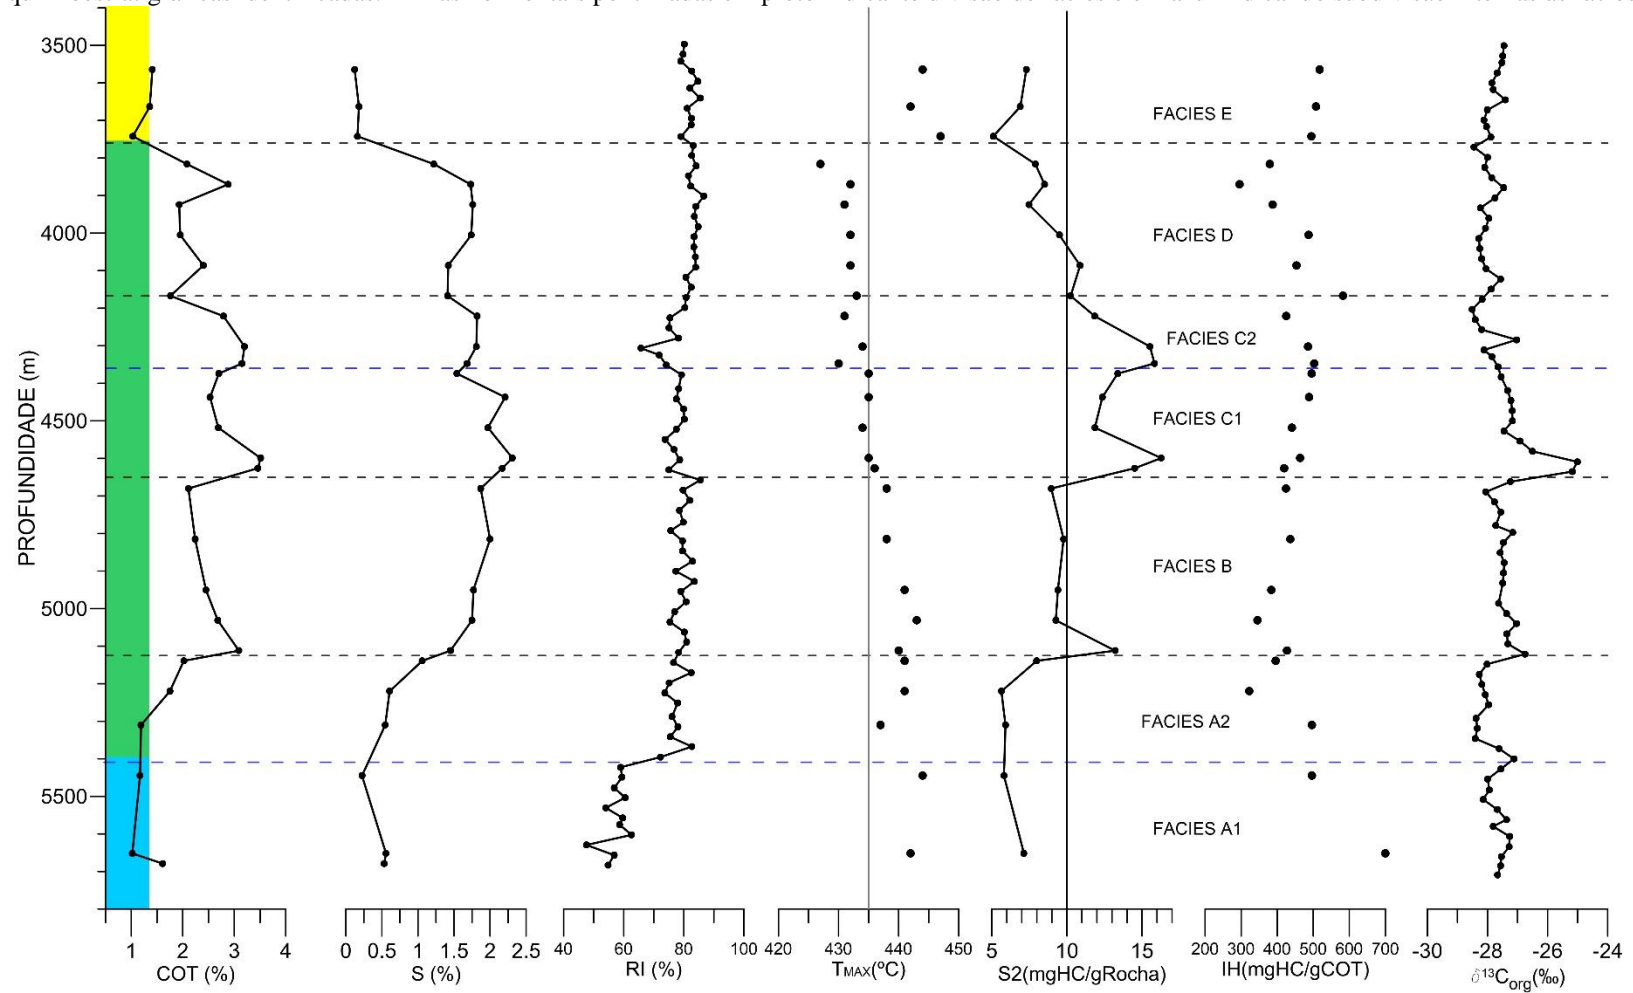 3500
4000
4500
5000
5500
PROFUNDIDADE (m)
FACIES E
FACIES D
FACIES C2
FACIES C1
FACIES B
FACIES A2
FACIES A1
1 2 3 4
COT (%)
0 0.5 1 1.5 2 2.5
S (%)
40 60 80 100
RI (%)
420 430 440 450
TMAX(ºC)
5 10 15
S2(mgHC/gRocha)
200 300 400 500 600 700
IH(mgHC/gCOT)
-30 -28 -26 -24
δ¹³Corg(‰)